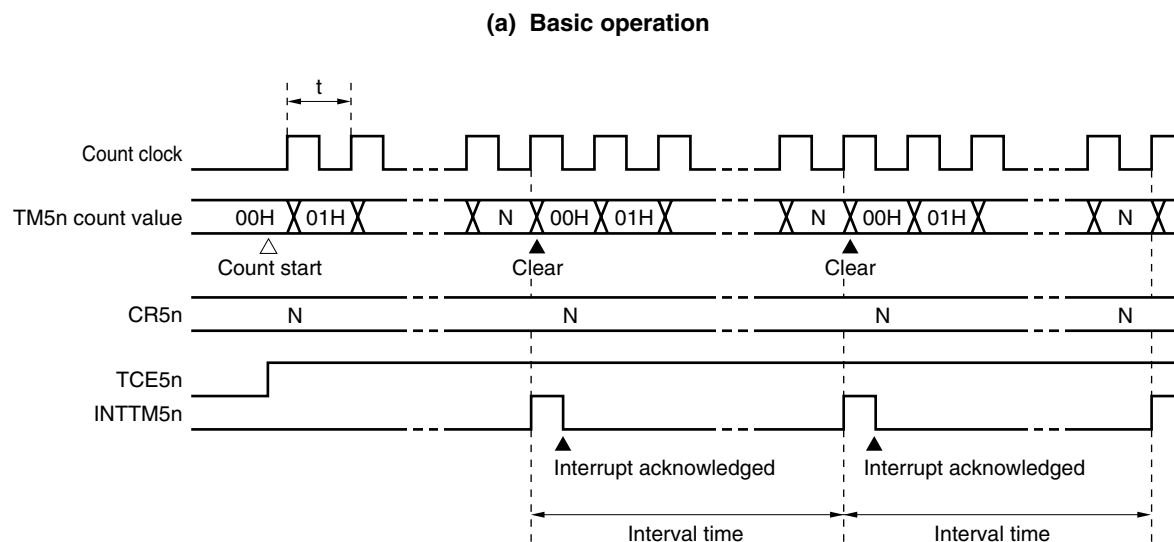 (a) Basic operation
t
Count clock
TM5n count value 00H 01H N 00H 01H N 00H 01H N
Count start Clear Clear
CR5n N N N N
TCE5n
INTTM5n
Interrupt acknowledged Interrupt acknowledged
Interval time Interval time